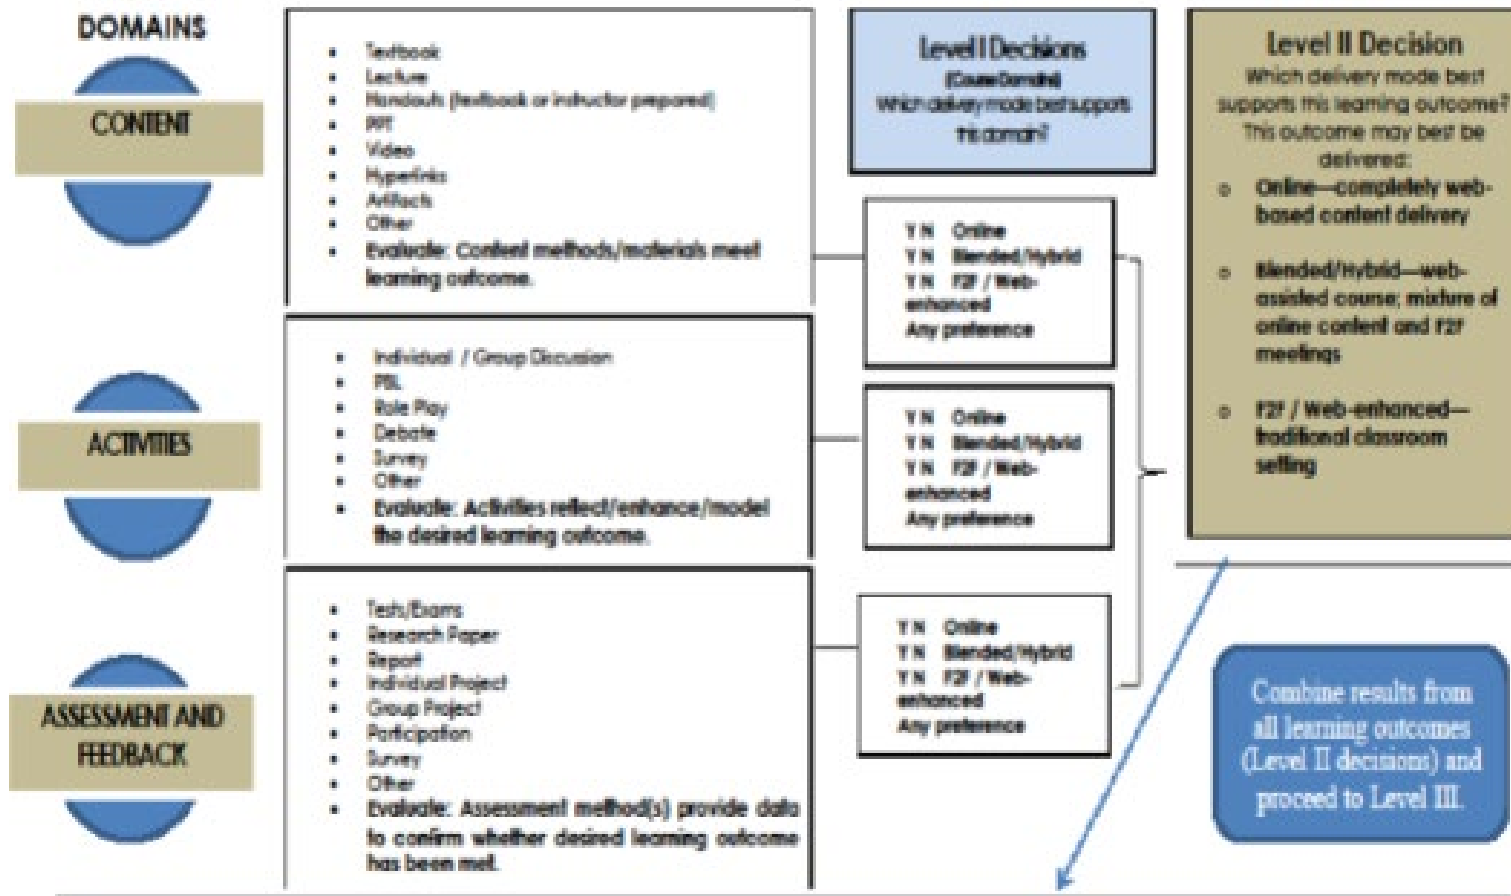 DOMAINS
CONTENT
• Textbook
• Lecture
• Handouts (textbook or instructor prepared)
• PPT
• Video
• Hyperlinks
• Artifacts
• Other
• Evaluate: Content methods/materials meet
learning outcome.
Level I Decisions
(Course Domains)
Which delivery mode best supports
this domain?
Y N Online
Y N Blended/Hybrid
Y N F2F / Web-
enhanced
Any preference
Level II Decision
Which delivery mode best
supports this learning outcome?
This outcome may best be
delivered:
o Online—completely web-
based content delivery
o Blended/Hybrid—web-
assisted course; mixture of
online content and F2F
meetings
o F2F / Web-enhanced—
traditional classroom
setting
ACTIVITIES
• Individual / Group Discussion
• PBL
• Role Play
• Debate
• Survey
• Other
• Evaluate: Activities reflect/enhance/model
the desired learning outcome.
Y N Online
Y N Blended/Hybrid
Y N F2F / Web-
enhanced
Any preference
ASSESSMENT AND
FEEDBACK
• Tests/Exams
• Research Paper
• Report
• Individual Project
• Group Project
• Participation
• Survey
• Other
• Evaluate: Assessment method(s) provide data
to confirm whether desired learning outcome
has been met.
Y N Online
Y N Blended/Hybrid
Y N F2F / Web-
enhanced
Any preference
Combine results from
all learning outcomes
(Level II decisions) and
proceed to Level III.